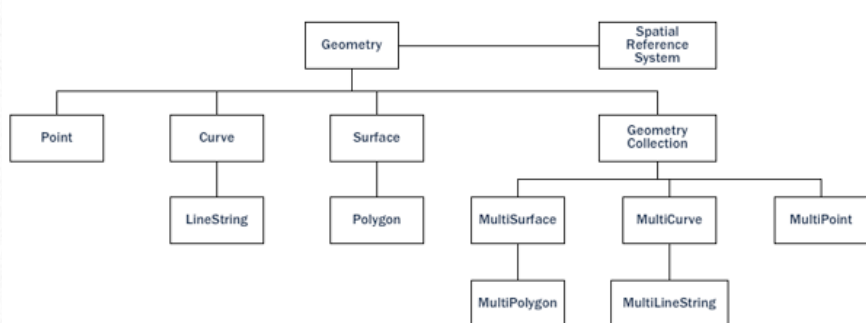 Geometry
Spatial
Reference
System
Point
Curve
Surface
Geometry
Collection
LineString
Polygon
MultiSurface
MultiCurve
MultiPoint
MultiPolygon
MultiLineString